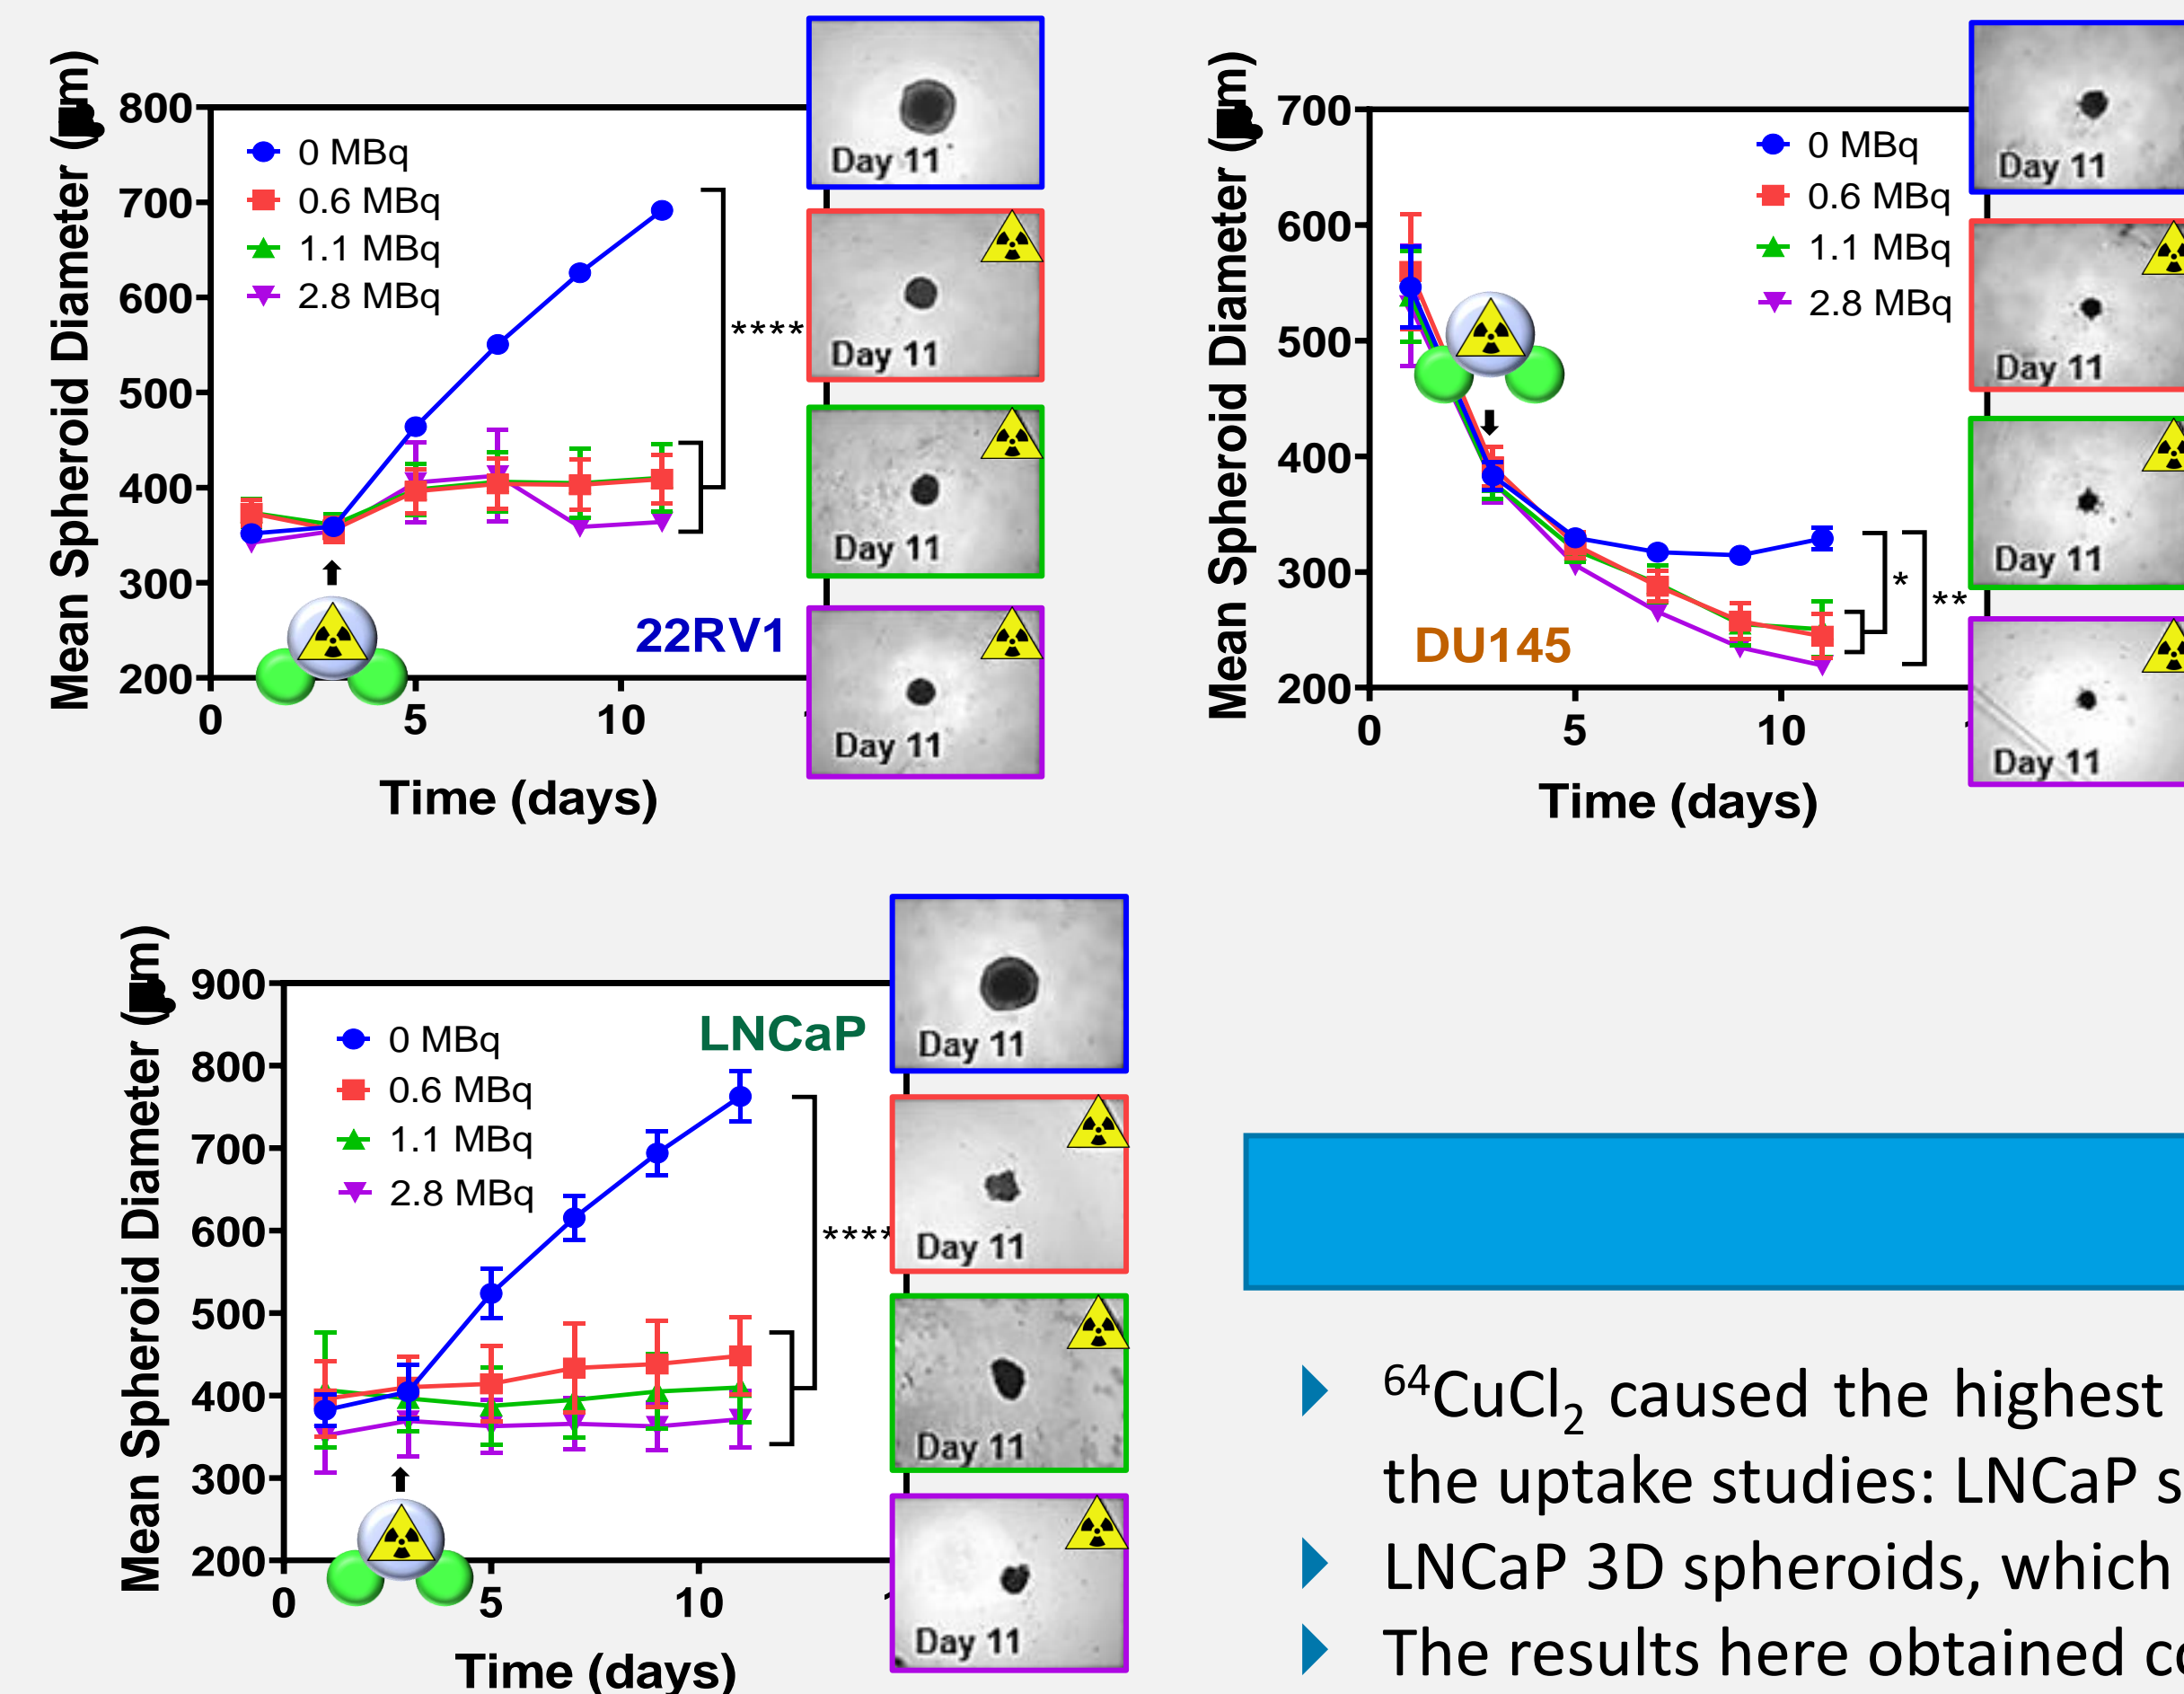 Mean Spheroid Diameter (µm)
800
700
600
500
400
300
200
0
5
10
Time (days)
0 MBq
0.6 MBq
1.1 MBq
2.8 MBq
****
22RV1
Day 11
Day 11
Day 11
Day 11
Mean Spheroid Diameter (µm)
700
600
500
400
300
200
0
5
10
Time (days)
0 MBq
0.6 MBq
1.1 MBq
2.8 MBq
*
**
DU145
Day 11
Day 11
Day 11
Day 11
Mean Spheroid Diameter (µm)
900
800
700
600
500
400
300
200
0
5
10
Time (days)
0 MBq
0.6 MBq
1.1 MBq
2.8 MBq
LNCaP
****
Day 11
Day 11
Day 11
Day 11
⁶⁴CuCl₂ caused the highest
the uptake studies: LNCaP
LNCaP 3D spheroids, which
The results here obtained